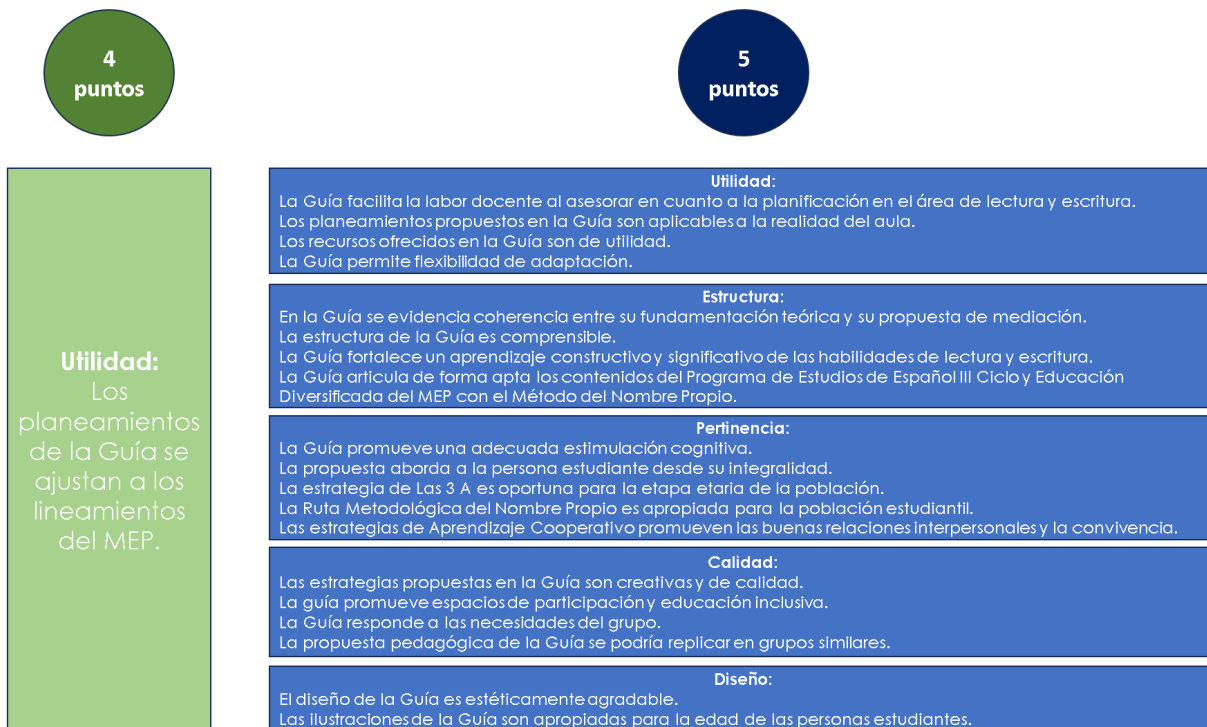 4
puntos
5
puntos
Utilidad:
Los
planeamientos
de la Guía se
ajustan a los
lineamientos
del MEP.
Utilidad:
La Guía facilita la labor docente al asesorar en cuanto a la planificación en el área de lectura y escritura.
Los planeamientos propuestos en la Guía son aplicables a la realidad del aula.
Los recursos ofrecidos en la Guía son de utilidad.
La Guía permite flexibilidad de adaptación.
Estructura:
En la Guía se evidencia coherencia entre su fundamentación teórica y su propuesta de mediación.
La estructura de la Guía es comprensible.
La Guía fortalece un aprendizaje constructivo y significativo de las habilidades de lectura y escritura.
La Guía articula de forma apta los contenidos del Programa de Estudios de Español III Ciclo y Educación
Diversificada del MEP con el Método del Nombre Propio.
Pertinencia:
La Guía promueve una adecuada estimulación cognitiva.
La propuesta aborda a la persona estudiante desde su integralidad.
La estrategia de Las 3 A es oportuna para la etapa etaria de la población.
La Ruta Metodológica del Nombre Propio es apropiada para la población estudiantil.
Las estrategias de Aprendizaje Cooperativo promueven las buenas relaciones interpersonales y la convivencia.
Calidad:
Las estrategias propuestas en la Guía son creativas y de calidad.
La guía promueve espacios de participación y educación inclusiva.
La Guía responde a las necesidades del grupo.
La propuesta pedagógica de la Guía se podría replicar en grupos similares.
Diseño:
El diseño de la Guía es estéticamente agradable.
Las ilustraciones de la Guía son apropiadas para la edad de las personas estudiantes.